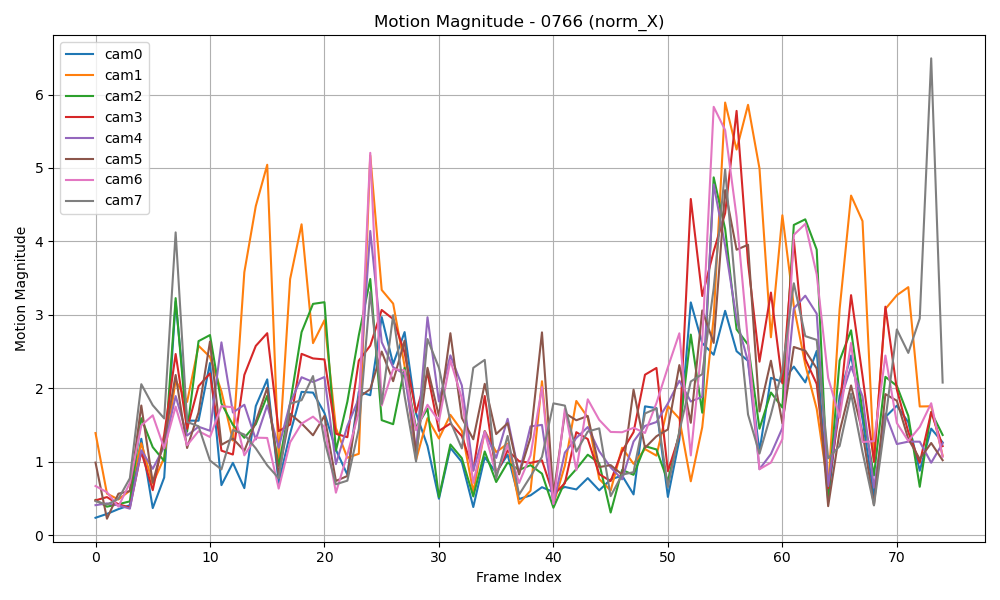 Motion Magnitude - 0766 (norm_X)
cam0
cam1
cam2
cam3
cam4
cam5
cam6
cam7
Motion Magnitude
6
5
4
3
2
1
0
0 10 20 30 40 50 60 70
Frame Index